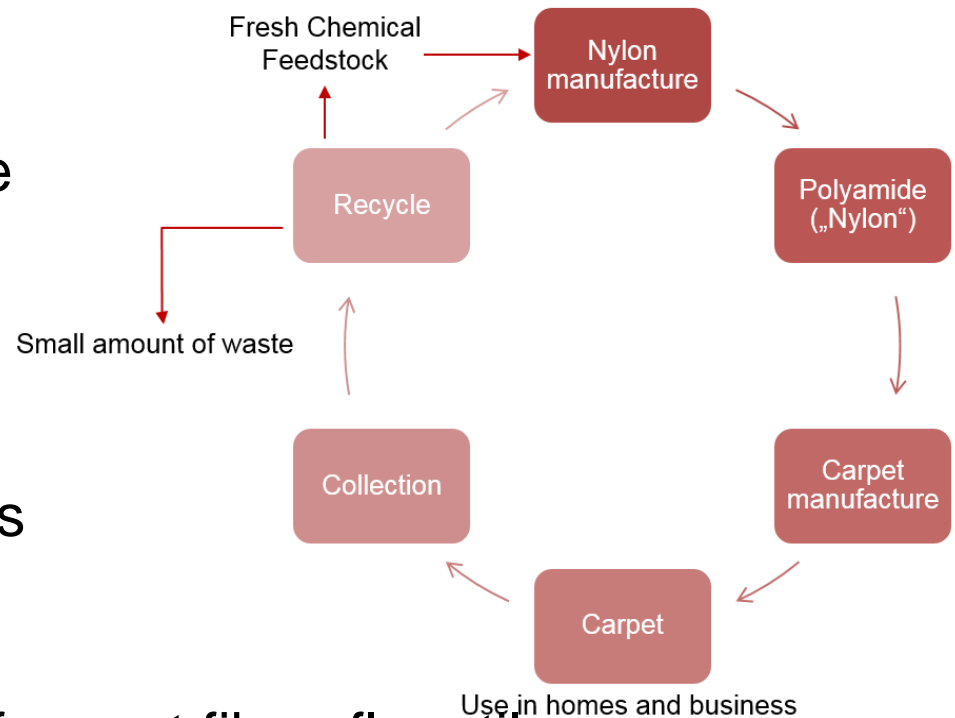 Fresh Chemical
Feedstock
Nylon
manufacture
Polyamide
(„Nylon“)
Recycle
e
Small amount of waste
Collection
Carpet
manufacture
s
Carpet
Use in homes and business